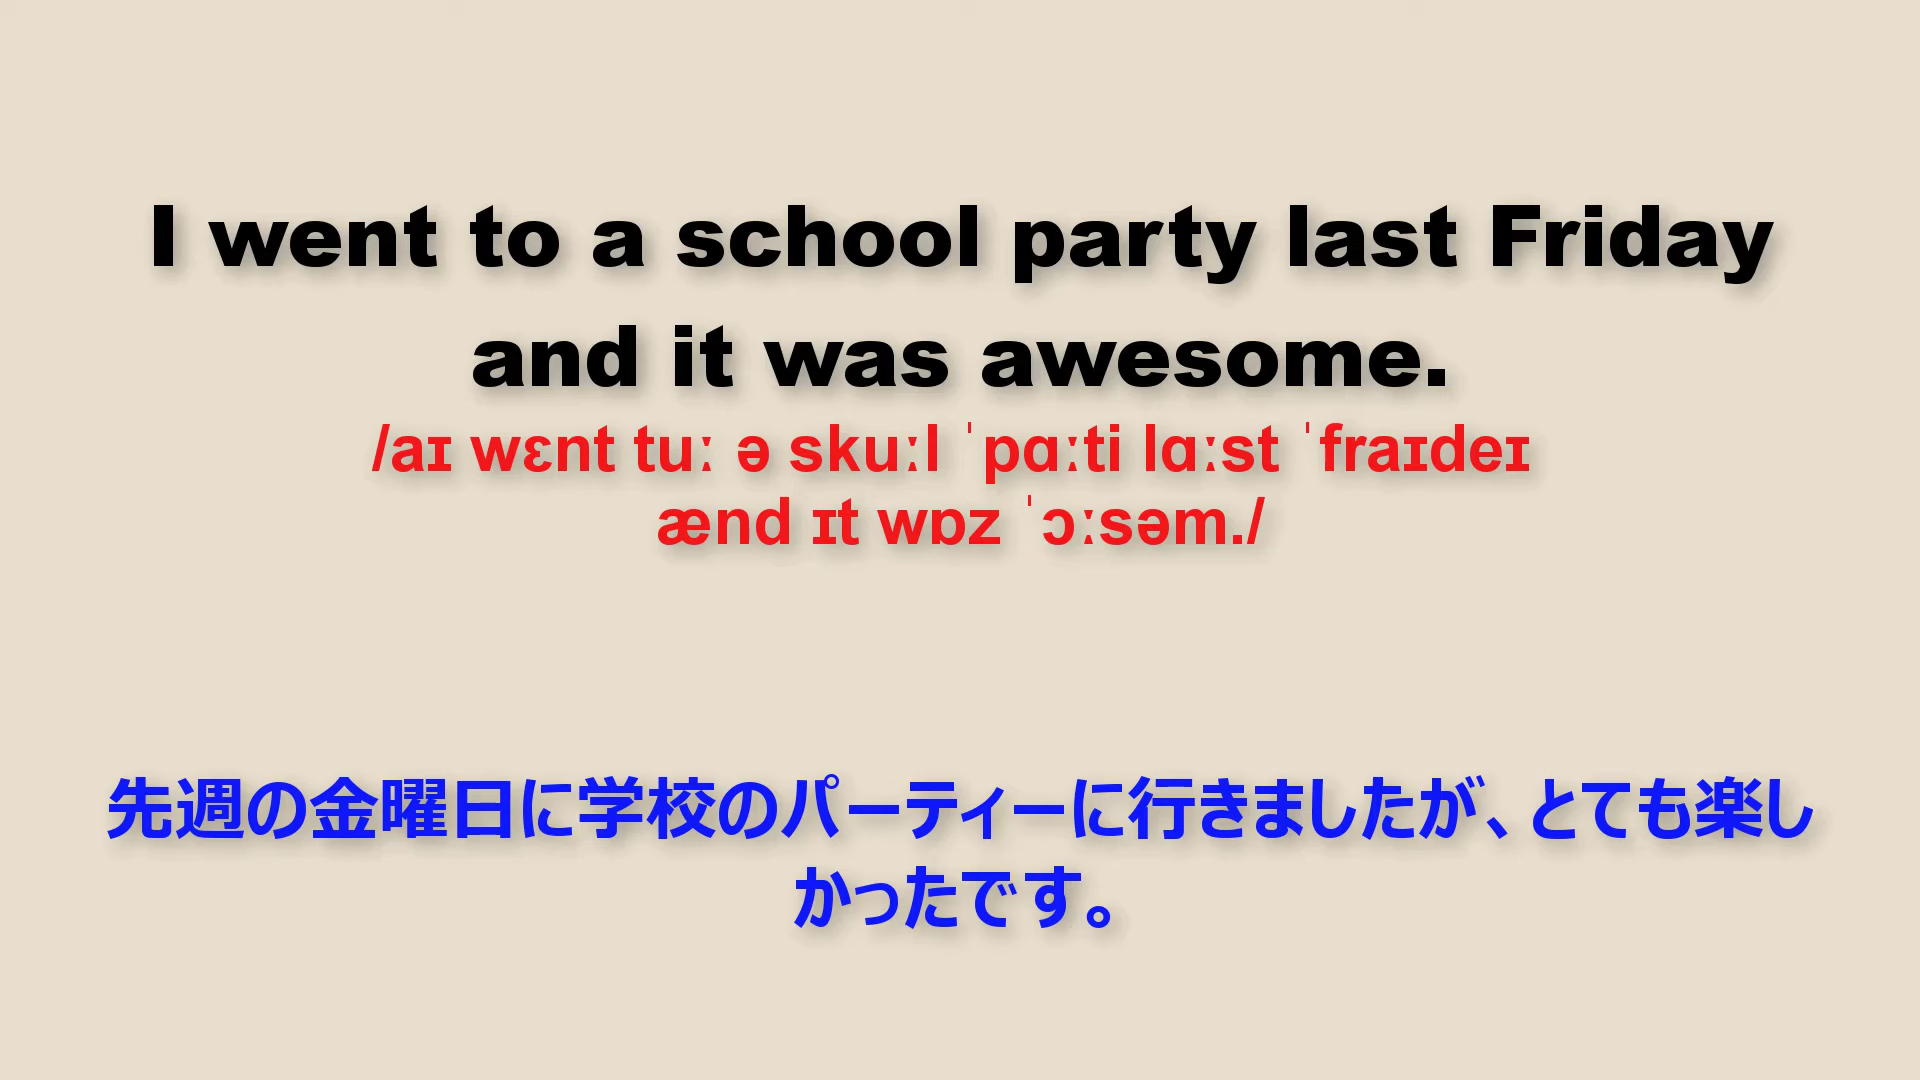 I went to a school party last Friday
and it was awesome.
/aɪ wɛnt tuː ə skuːl ˈpɑːti lɑːst ˈfraɪdeɪ
ænd ɪt wɒz ˈɔːsəm./
先週の金曜日に学校のパーティーに行きましたが、とても楽し
かったです。